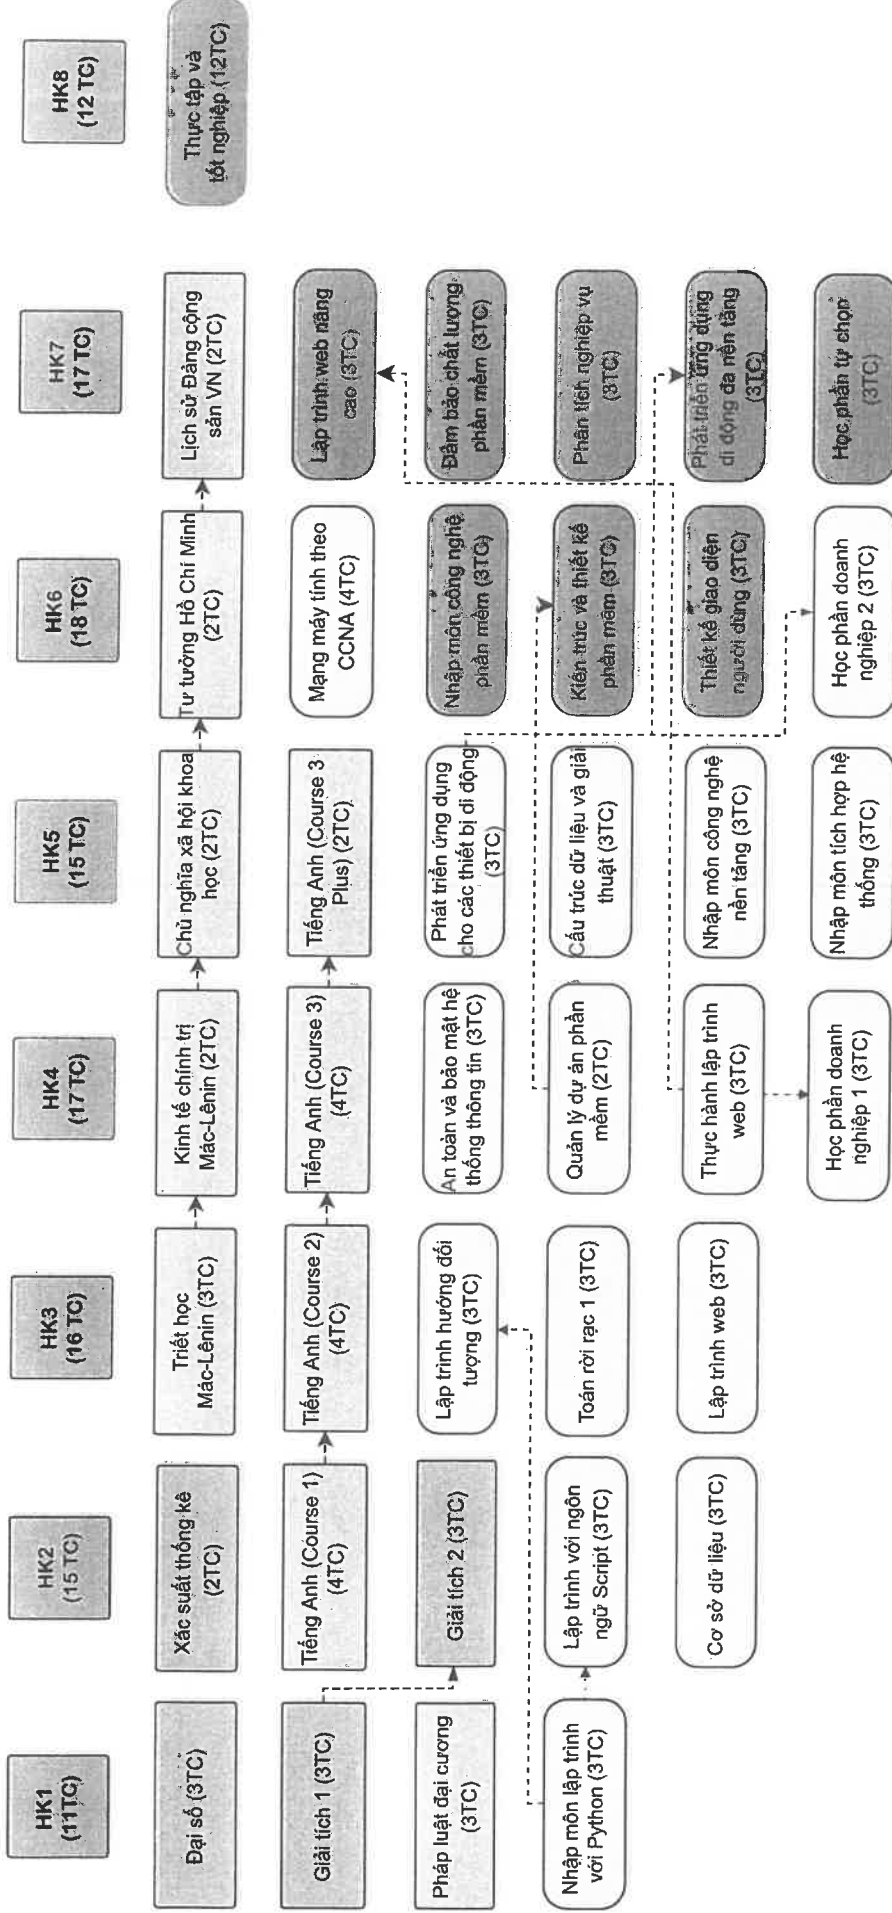 HK1
(11TC)
Đại số (3TC)
Giải tích 1 (3TC)
Pháp luật đại cương
(3TC)
Nhập môn lập trình
với Python (3TC)
HK2
(15 TC)
Xác suất thống kê
(2TC)
Tiếng Anh (Course 1)
(4TC)
Giải tích 2 (3TC)
Lập trình với ngôn
ngữ Script (3TC)
Cơ sở dữ liệu (3TC)
HK3
(16 TC)
Triết học
Mác-Lênin (3TC)
Tiếng Anh (Course 2)
(4TC)
Lập trình hướng đối
tượng (3TC)
Toán rời rạc 1 (3TC)
Lập trình web (3TC)
HK4
(17 TC)
Kinh tế chính trị
Mác-Lênin (2TC)
Tiếng Anh (Course 3)
(4TC)
An toàn và bảo mật hệ
thống thông tin (3TC)
Quản lý dự án phần
mềm (2TC)
Thực hành lập trình
web (3TC)
Học phần doanh
nghiệp 1 (3TC)
HK5
(15 TC)
Chủ nghĩa xã hội khoa
học (2TC)
Tiếng Anh (Course 3
Plus) (2TC)
Phát triển ứng dụng
cho các thiết bị di động
(3TC)
Cấu trúc dữ liệu và giải
thuật (3TC)
Nhập môn công nghệ
nền tảng (3TC)
Nhập môn tích hợp hệ
thống (3TC)
HK6
(18 TC)
Tư tưởng Hồ Chí Minh
(2TC)
Mạng máy tính theo
CCNA (4TC)
Nhập môn công nghệ
phần mềm (3TC)
Kiến trúc và thiết kế
phần mềm (3TC)
Thiết kế giao diện
người dùng (3TC)
Học phần doanh
nghiệp 2 (3TC)
HK7
(17 TC)
Lịch sử Đảng cộng
sản VN (2TC)
Lập trình web nâng
cao (3TC)
Đảm bảo chất lượng
phần mềm (3TC)
Phân tích nghiệp vụ
(3TC)
Phát triển ứng dụng
di động đa nền tảng
(3TC)
Học phần tự chọn
(3TC)
HK8
(12 TC)
Thực tập và
tốt nghiệp (12TC)